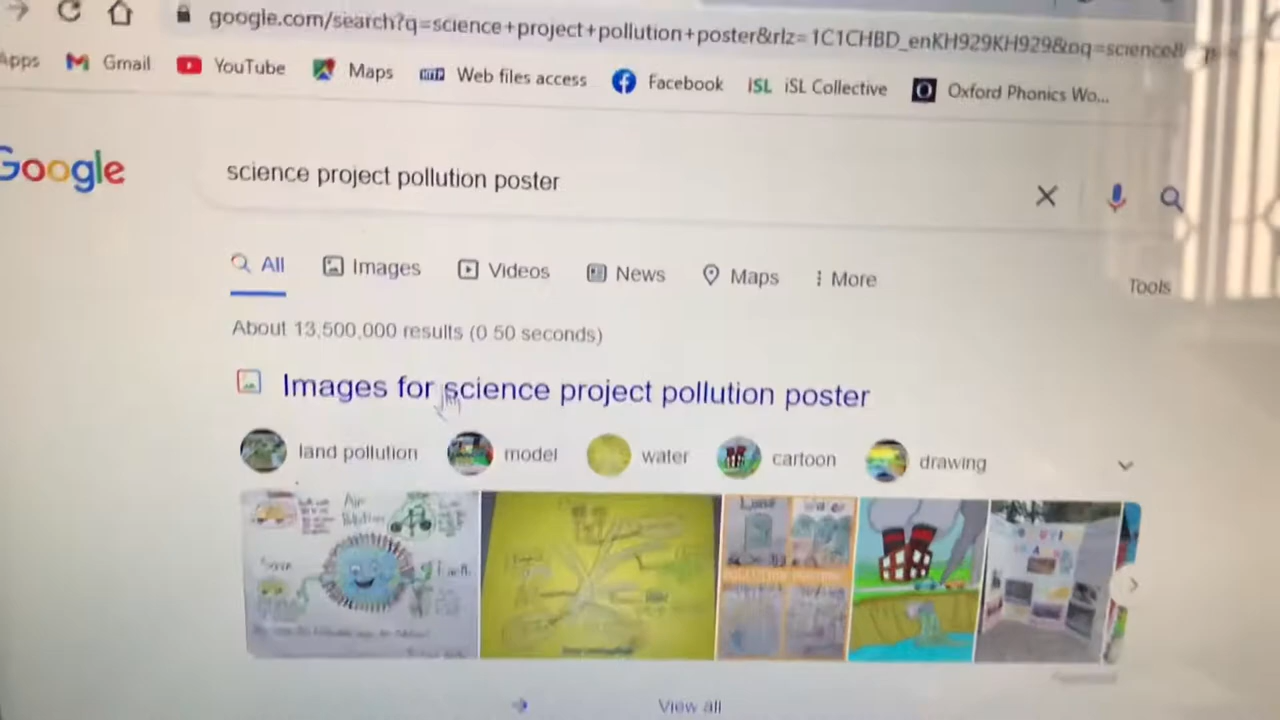 google.com/search?q=science+project+pollution+poster&rlz=1C1CHBD_enKH929KH929&oq=science
Apps Gmail YouTube Maps Web files access Facebook ISL iSL Collective Oxford Phonics Wo...
Google
science project pollution poster
All Images Videos News Maps More
Tools
About 13,500,000 results (0 50 seconds)
Images for science project pollution poster
land pollution model water cartoon drawing
Air
Pollution
View all